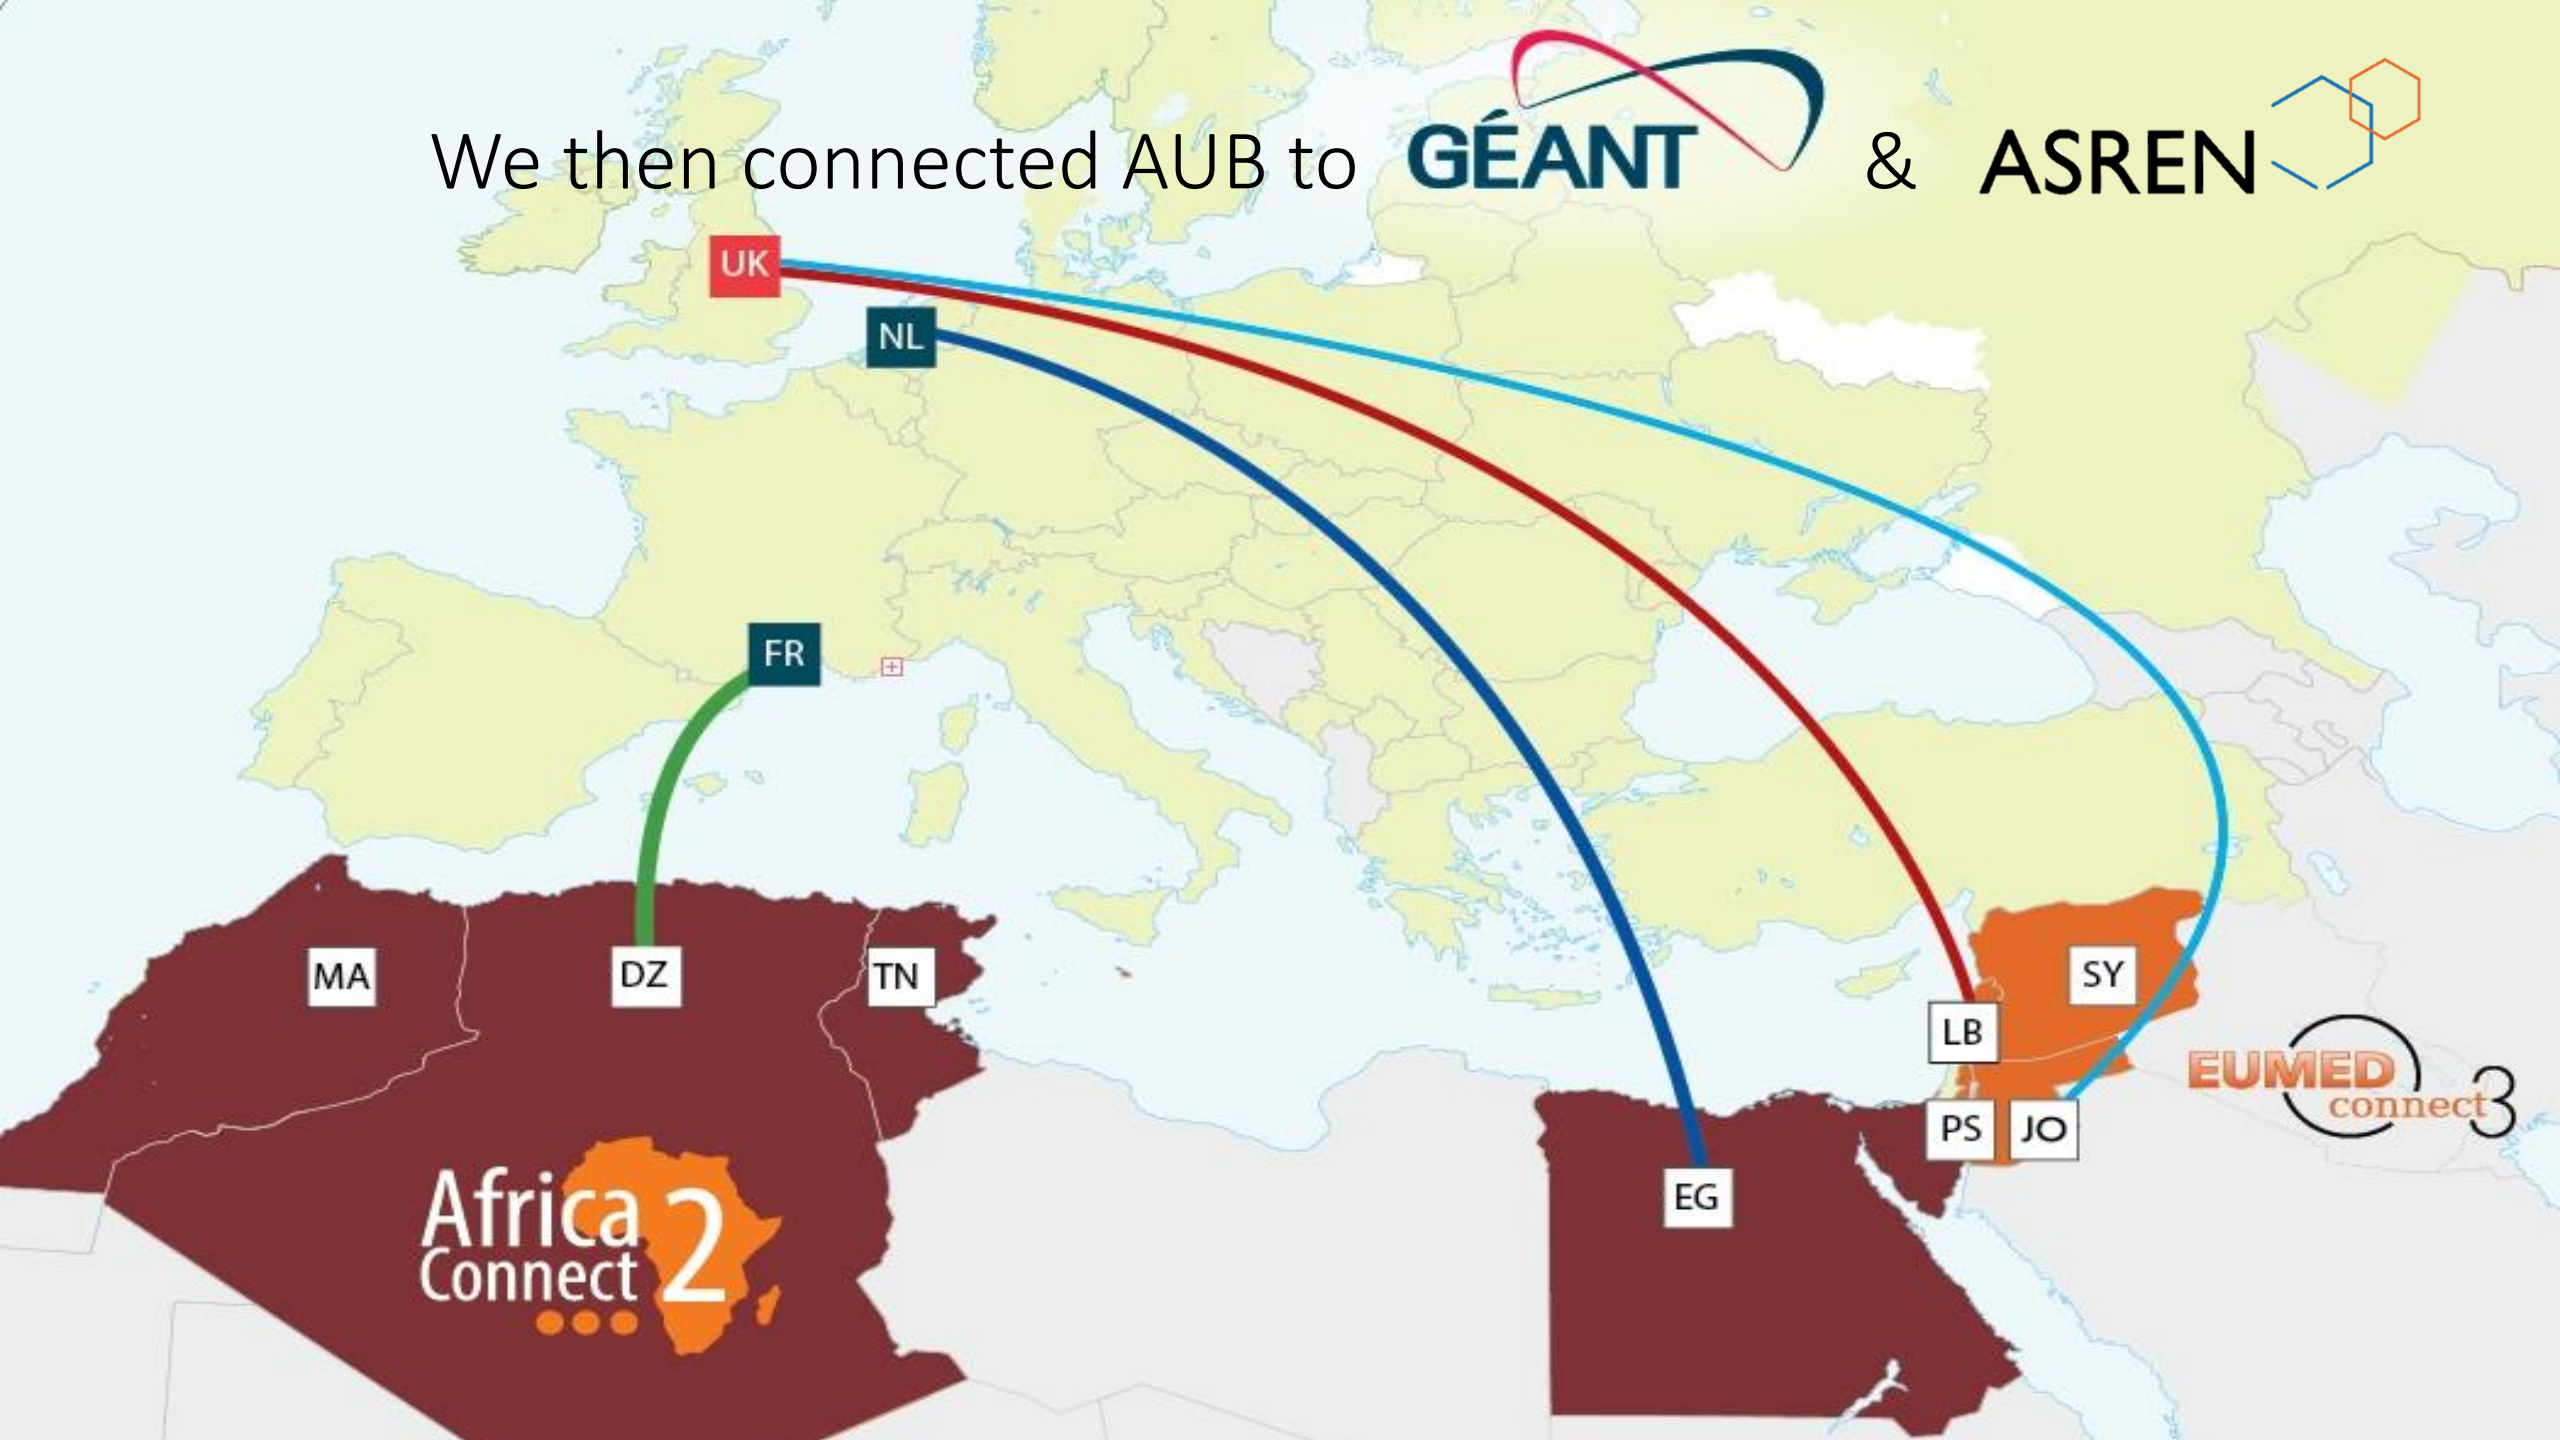 We then connected AUB to GÉANT & ASREN
UK
NL
FR
MA
DZ
TN
SY
LB
EUMED
connect3
PS
JO
EG
Africa
Connect 2